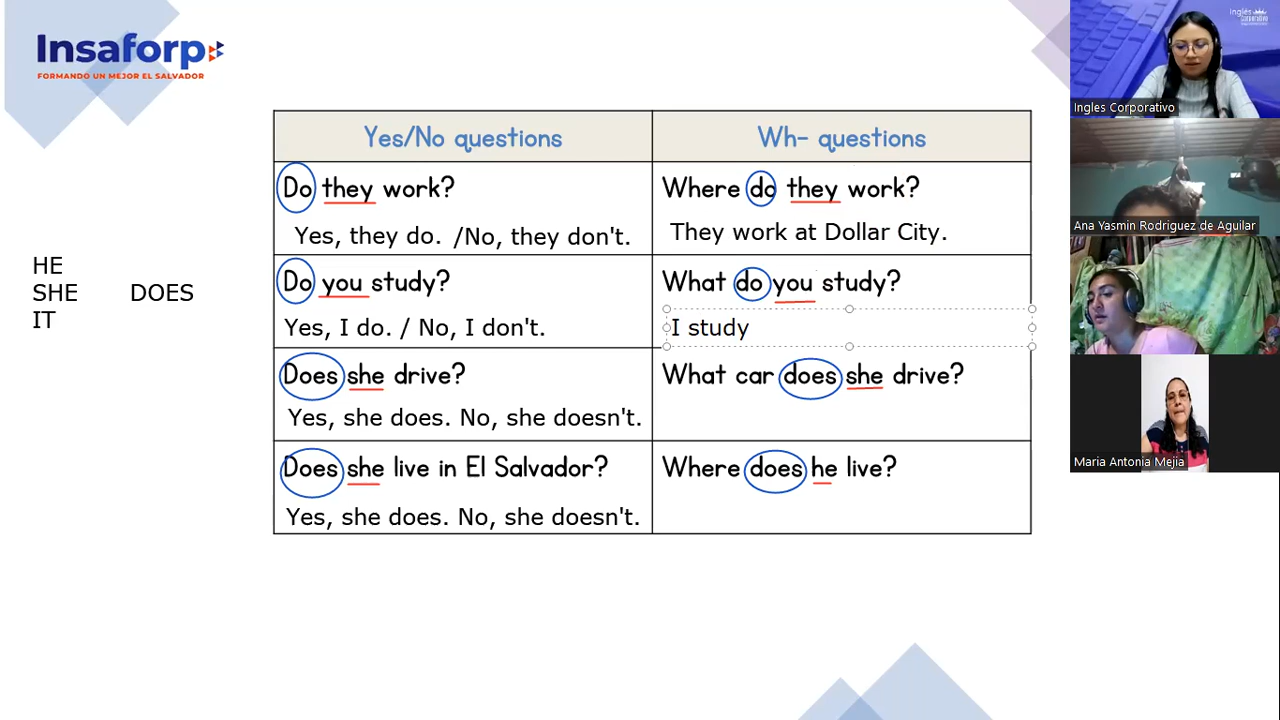 Insaforp
FORMANDO UN MEJOR EL SALVADOR
HE
SHE DOES
IT
Yes/No questions Wh- questions
Do they work? Where do they work?
Yes, they do. /No, they don't. They work at Dollar City.
Do you study? What do you study?
Yes, I do. / No, I don't. I study
Does she drive? What car does she drive?
Yes, she does. No, she doesn't.
Does she live in El Salvador? Where does he live?
Yes, she does. No, she doesn't.
Inglés
Corporativo
Ingles Corporativo
Ana Yasmin Rodriguez de Aguilar
Maria Antonia Mejia